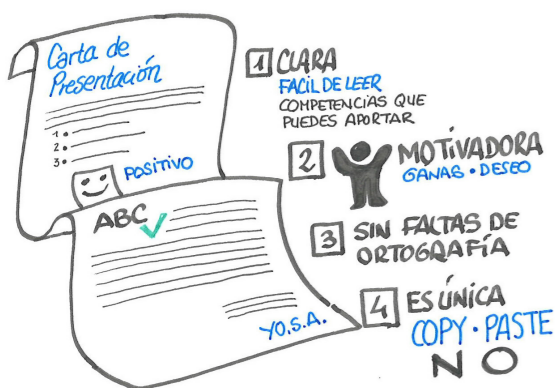 Carta de
Presentación
1.
2.
3.
POSITIVO
ABC
YO.S.A.
1 CLARA
FACIL DE LEER
COMPETENCIAS QUE
PUEDES APORTAR
2 MOTIVADORA
GANAS • DESEO
3 SIN FALTAS DE
ORTOGRAFÍA
4 ES ÚNICA
COPY • PASTE
NO